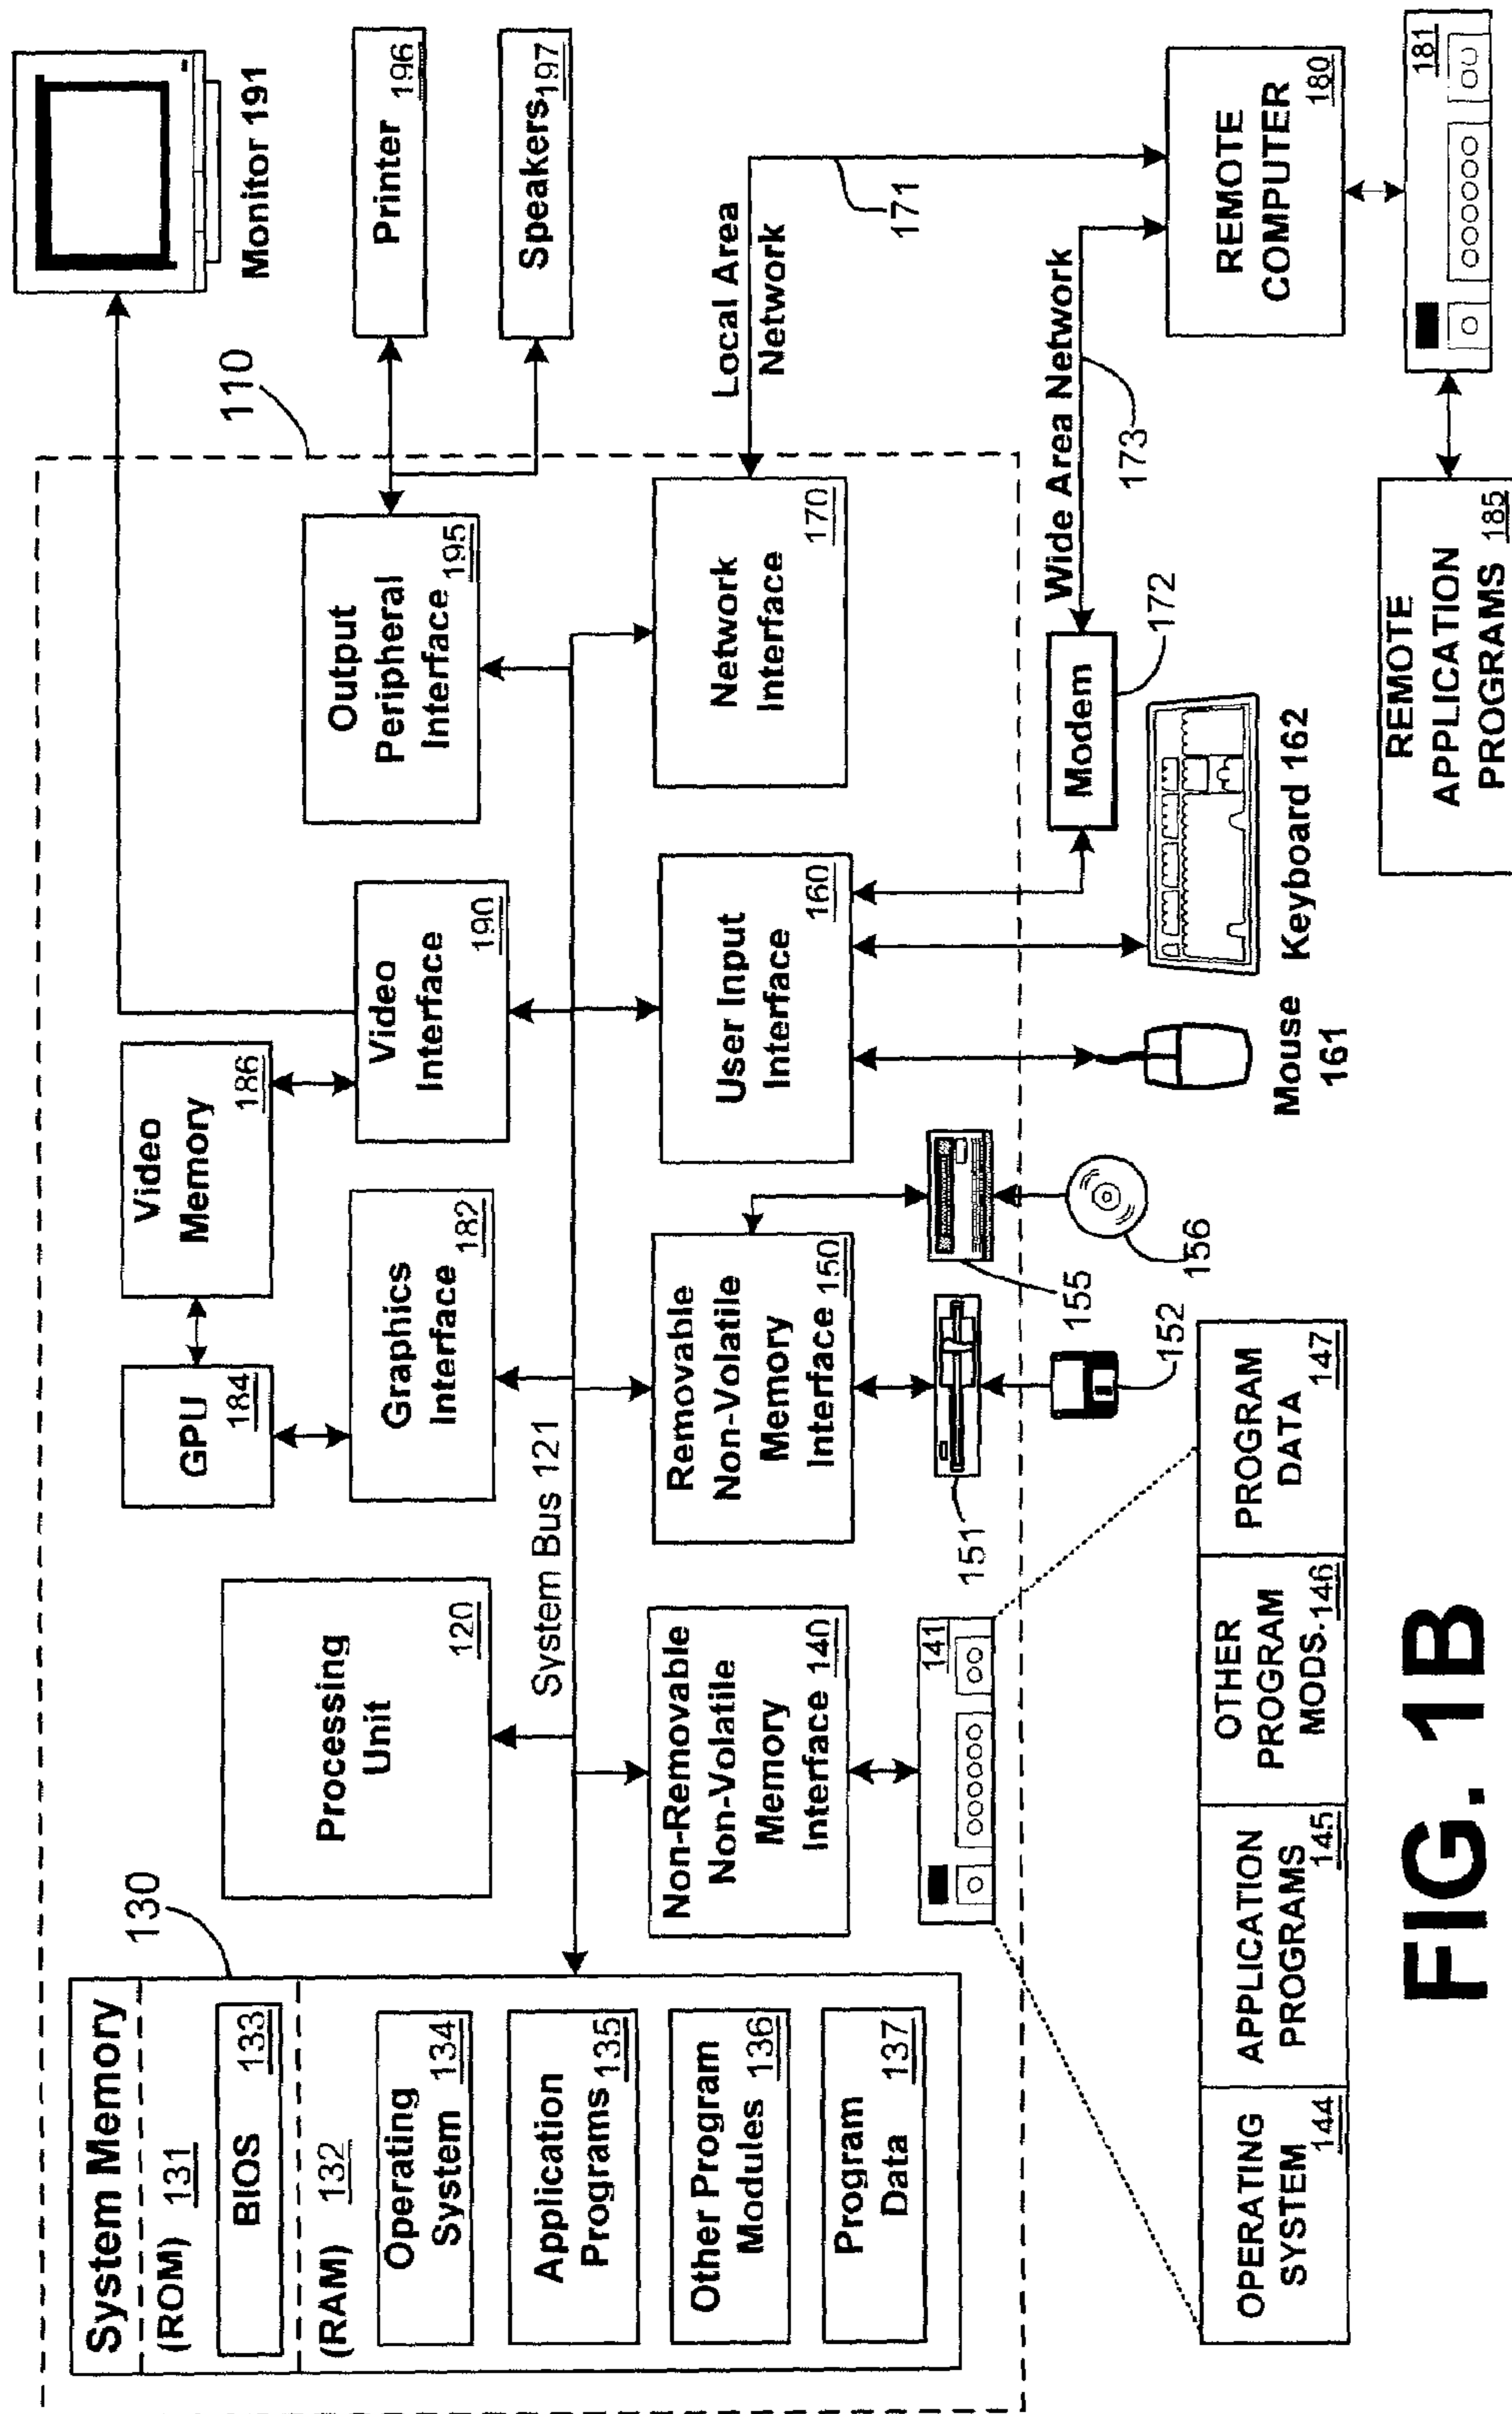 System Memory
(ROM) 131
BIOS 133
(RAM) 132
Operating
System 134
Application
Programs 135
Other Program
Modules 136
Program
Data 137
130
Processing
Unit
120
System Bus 121
GPU
184
Video
Memory
186
Graphics
Interface
182
Video
Interface
190
Output
Peripheral
Interface 195
110
Monitor 191
Printer 196
Speakers 197
Non-Removable
Non-Volatile
Memory
Interface 140
Removable
Non-Volatile
Memory
Interface 150
User Input
Interface
160
Network
Interface
170
Local Area
Network
171
141
151
155
152
156
Mouse
161
Keyboard 162
Modem
172
Wide Area Network
173
REMOTE
COMPUTER
180
181
REMOTE
APPLICATION
PROGRAMS 185
OPERATING
SYSTEM 144
APPLICATION
PROGRAMS 145
OTHER
PROGRAM
MODS. 146
PROGRAM
DATA 147
FIG. 1B